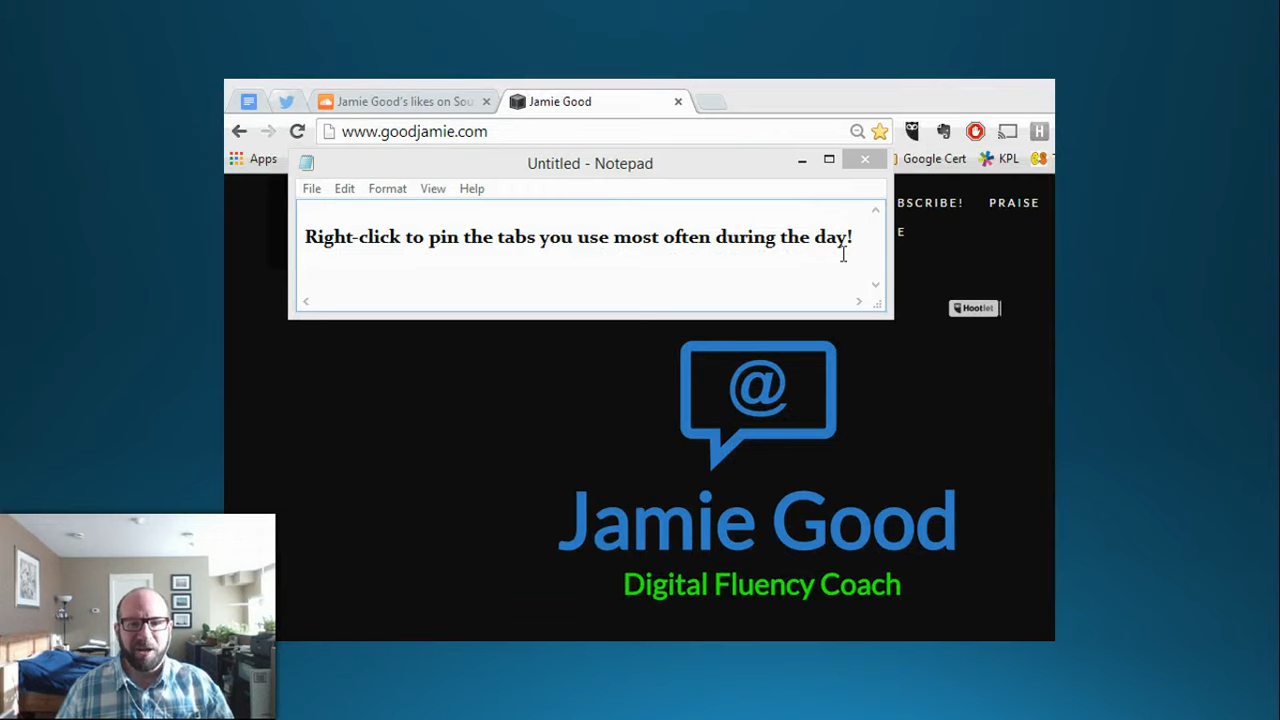 Jamie Good's likes on Sou
Jamie Good
www.goodjamie.com
H
Apps
Google Cert
KPL
Untitled - Notepad
File Edit Format View Help
BSCRIBE! PRAISE
E
Right-click to pin the tabs you use most often during the day!
Hootlet
@
Jamie Good
Digital Fluency Coach